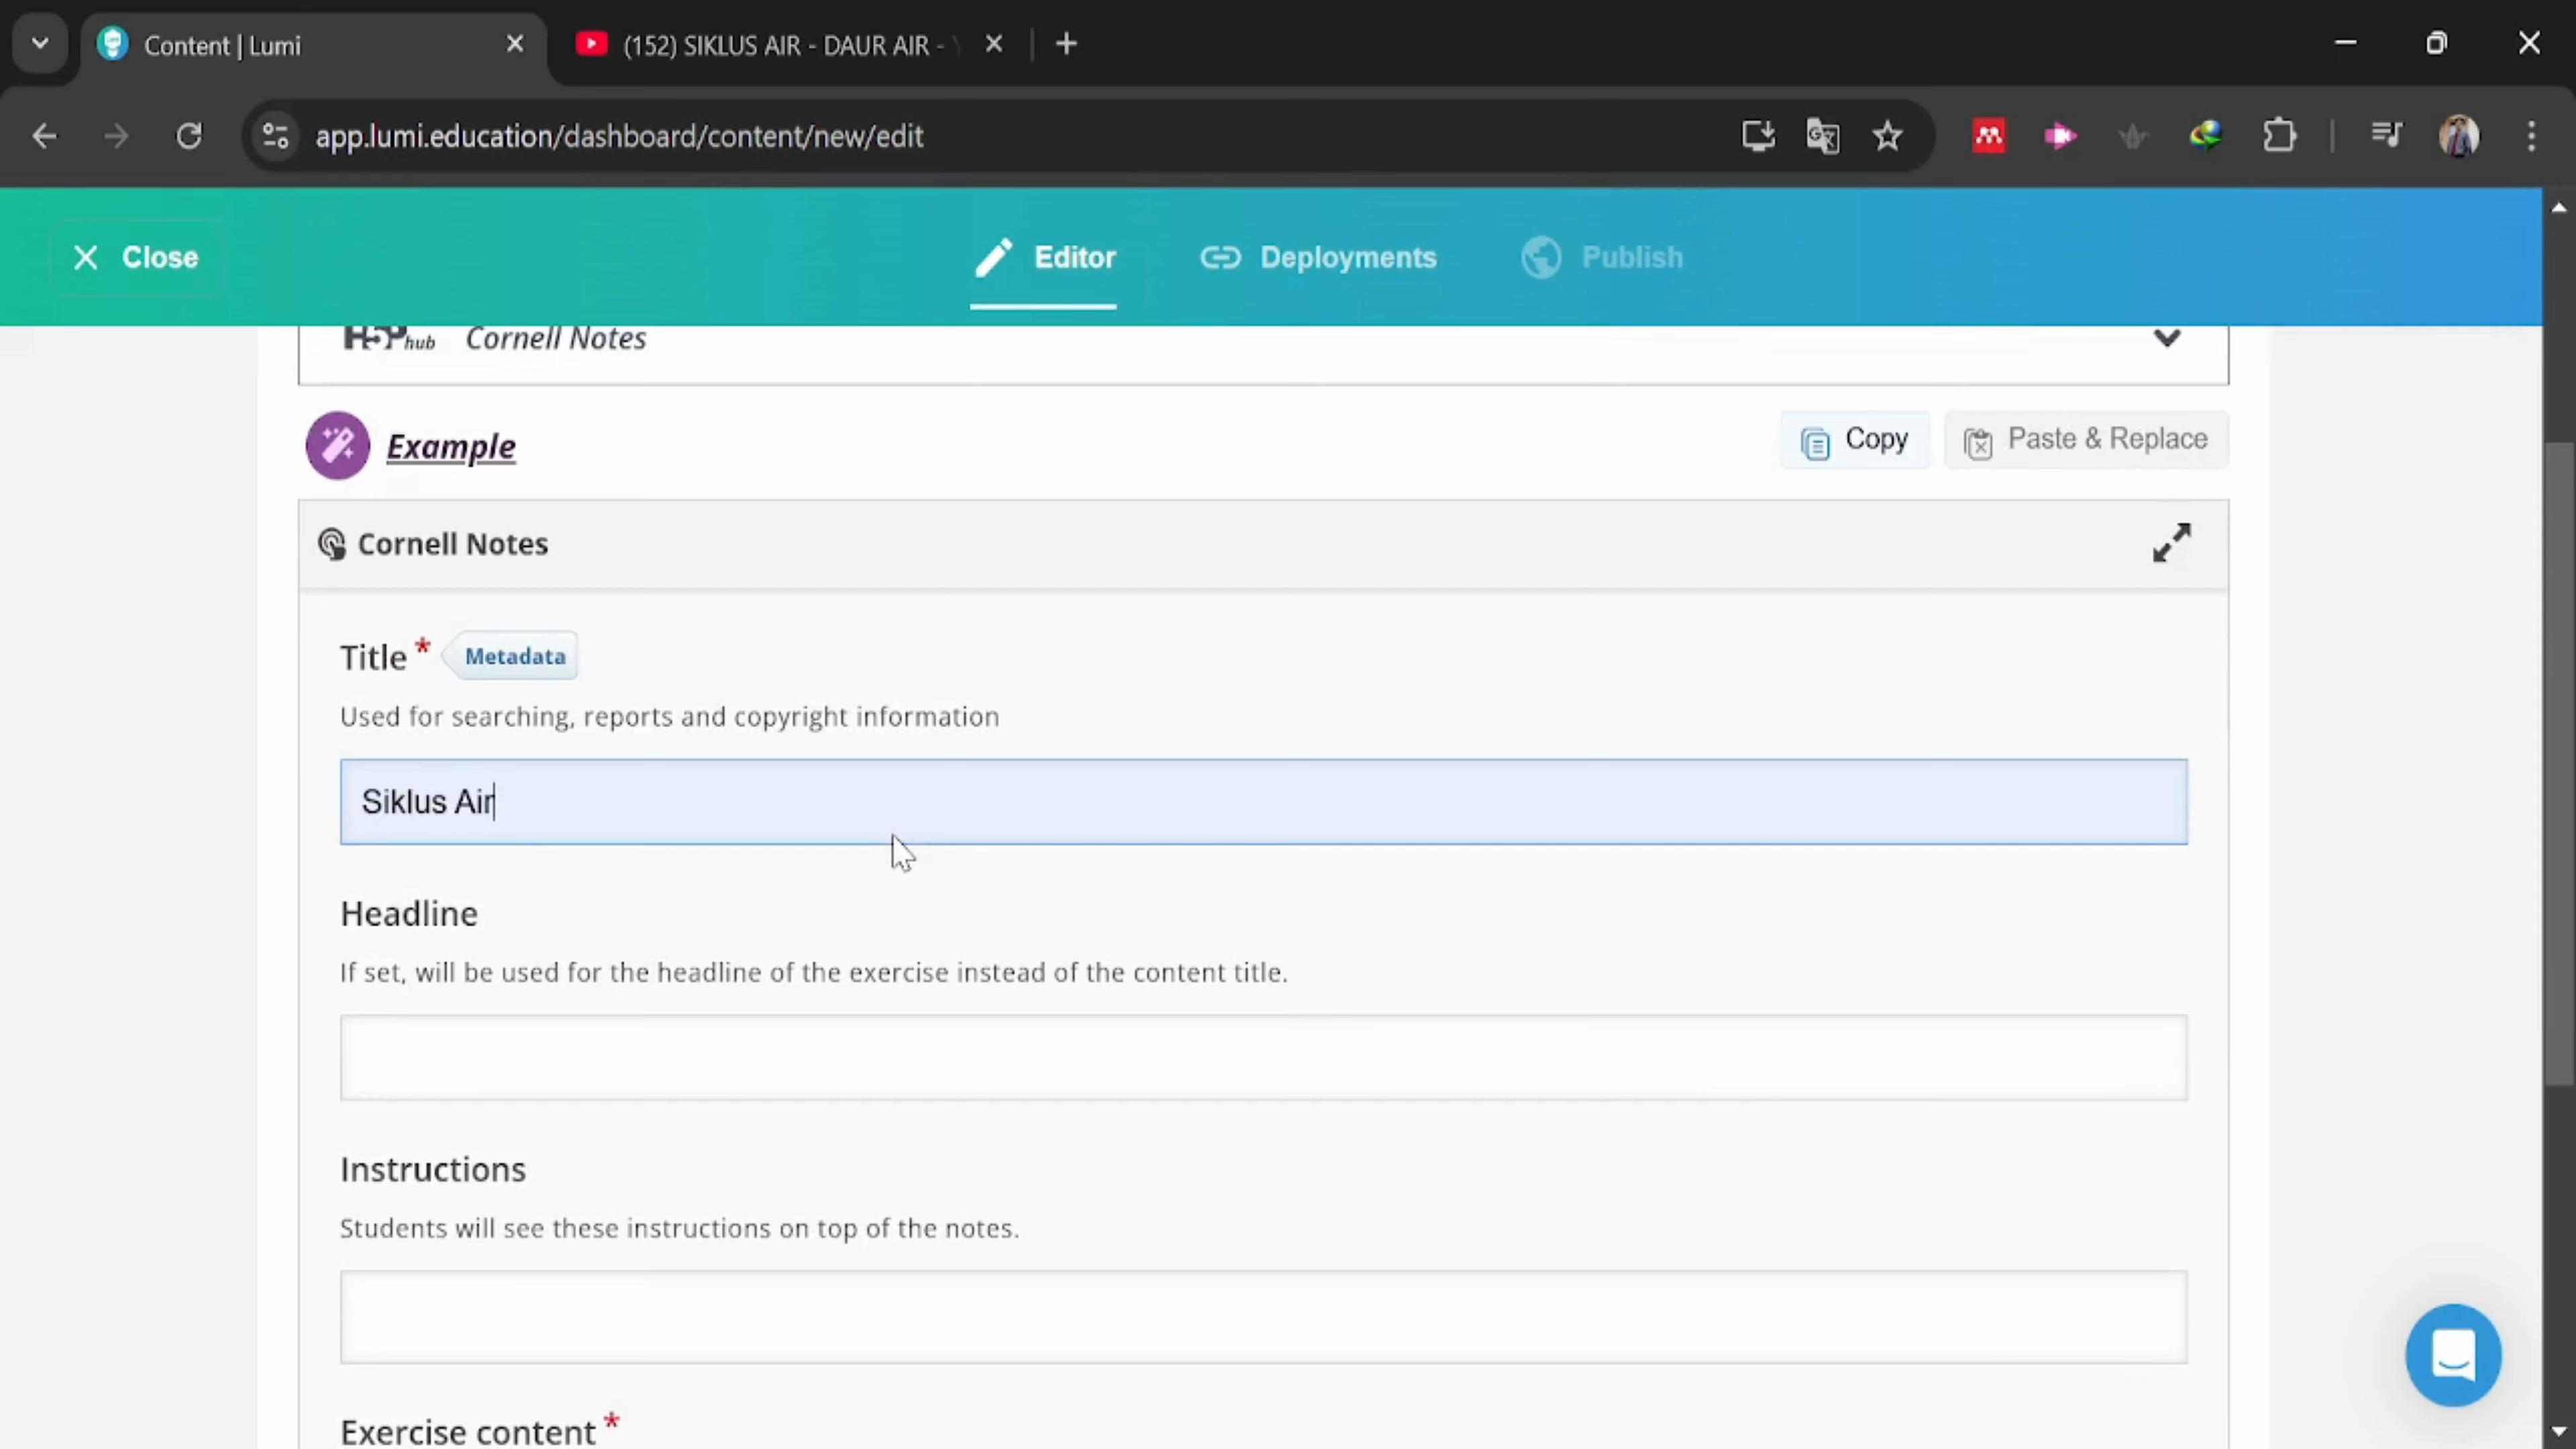 Content | Lumi
(152) SIKLUS AIR - DAUR AIR -
app.lumi.education/dashboard/content/new/edit
Close
Editor
Deployments
Publish
H5P hub Cornell Notes
Example
Copy
Paste & Replace
Cornell Notes
Title *
Metadata
Used for searching, reports and copyright information
Siklus Air
Headline
If set, will be used for the headline of the exercise instead of the content title.
Instructions
Students will see these instructions on top of the notes.
Exercise content *